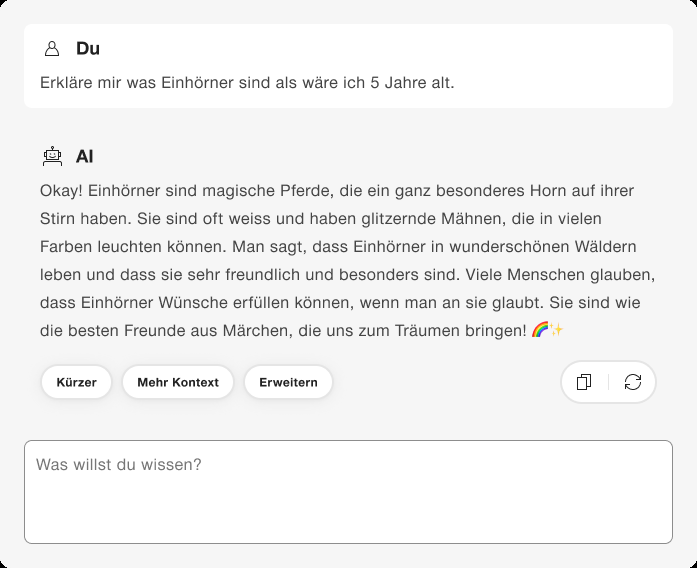 Du
Erkläre mir was Einhörner sind als wäre ich 5 Jahre alt.
AI
Okay! Einhörner sind magische Pferde, die ein ganz besonderes Horn auf ihrer
Stirn haben. Sie sind oft weiss und haben glitzernde Mähnen, die in vielen
Farben leuchten können. Man sagt, dass Einhörner in wunderschönen Wäldern
leben und dass sie sehr freundlich und besonders sind. Viele Menschen glauben,
dass Einhörner Wünsche erfüllen können, wenn man an sie glaubt. Sie sind wie
die besten Freunde aus Märchen, die uns zum Träumen bringen! 🌈✨
Kürzer Mehr Kontext Erweitern
Was willst du wissen?